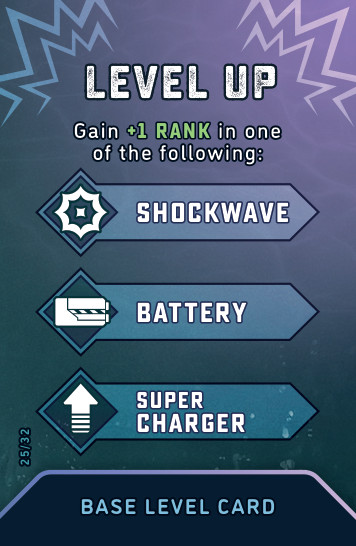 LEVEL UP
Gain +1 RANK in one
of the following:
SHOCKWAVE
BATTERY
SUPER
CHARGER
25/32
BASE LEVEL CARD